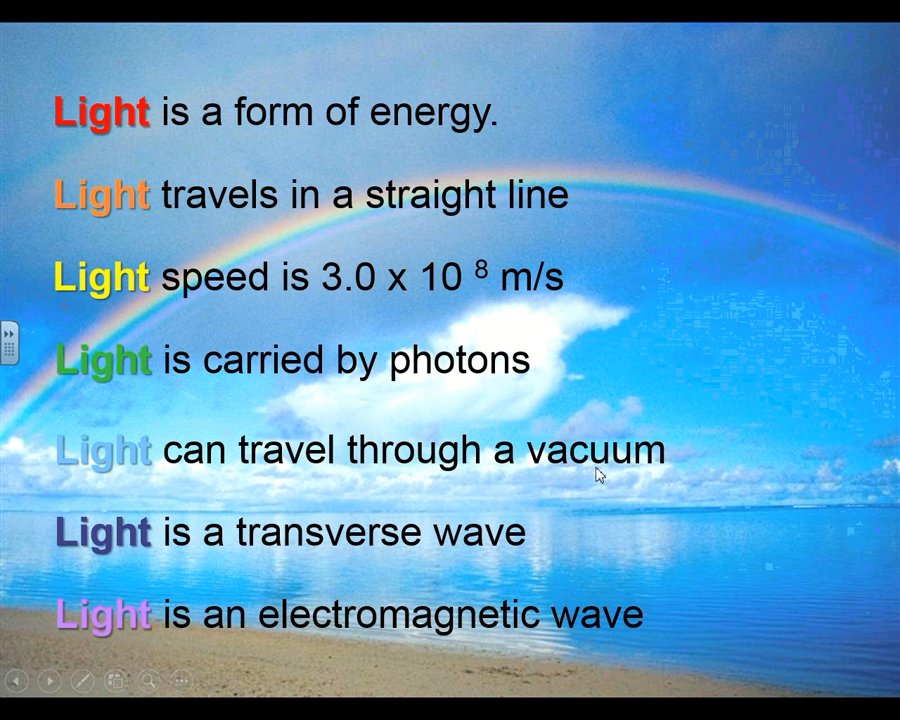 Light is a form of energy.
Light travels in a straight line
Light speed is 3.0 x 10 ⁸ m/s
Light is carried by photons
Light can travel through a vacuum
Light is a transverse wave
Light is an electromagnetic wave